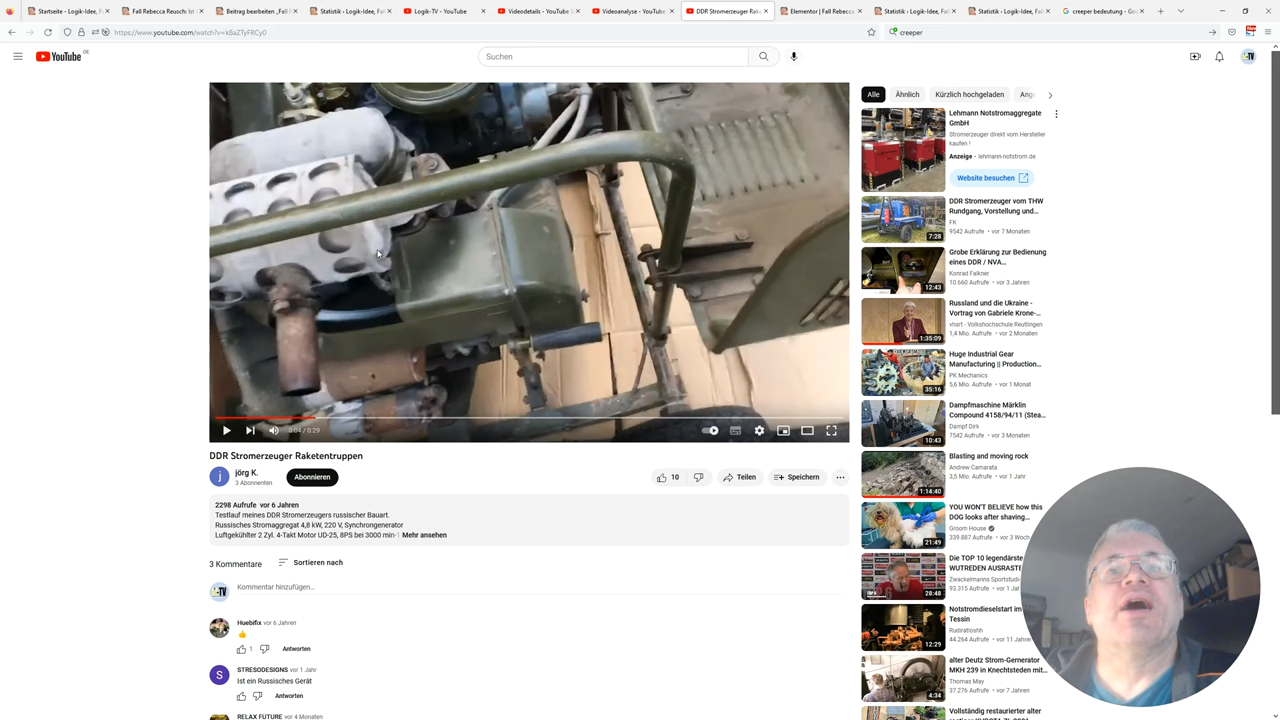 Startseite - Logik-Idee, F
Fall Rebecca Reusch: Ist
Beitrag bearbeiten „Fall
Statistik ‹ Logik-Idee, Fall
Logik-TV - YouTube
Videodetails - YouTube S
Videoanalyse - YouTube
DDR Stromerzeuger Rak
Elementor | Fall Rebecca
Statistik ‹ Logik-Idee, Fall
Statistik ‹ Logik-Idee, Fal
creeper bedeutung - Go
https://www.youtube.com/watch?v=k8aZTyFRCy0
creeper
YouTube DE
Suchen
TV
Alle
Ähnlich
Kürzlich hochgeladen
Ang
Lehmann Notstromaggregate
GmbH
Stromerzeuger direkt vom Hersteller
kaufen !
Anzeige • lehmann-notstrom.de
Website besuchen
DDR Stromerzeuger vom THW
Rundgang, Vorstellung und...
FK
9542 Aufrufe • vor 7 Monaten
7:28
Grobe Erklärung zur Bedienung
eines DDR / NVA...
Konrad Falkner
10.660 Aufrufe • vor 3 Jahren
12:43
Russland und die Ukraine -
Vortrag von Gabriele Krone-...
vhsrt - Volkshochschule Reutlingen
1,4 Mio. Aufrufe • vor 2 Monaten
1:35:09
Huge Industrial Gear
Manufacturing || Production...
PK Mechanics
5,6 Mio. Aufrufe • vor 1 Monat
35:16
Dampfmaschine Märklin
Compound 4158/94/11 (Stea...
Dampf Dirk
7542 Aufrufe • vor 3 Monaten
10:43
Blasting and moving rock
Andrew Camarata
3,5 Mio. Aufrufe • vor 1 Jahr
1:14:40
YOU WON'T BELIEVE how this
DOG looks after shaving...
Groom House
339.887 Aufrufe • vor 3 Woch
21:49
Die TOP 10 legendärste
WUTREDEN AUSRASTE
Zwackelmanns Sportstudi
93.315 Aufrufe • vor 1 Jah
28:48
Notstromdieselstart im
Tessin
Rudiratloshh
44.264 Aufrufe • vor 11 Jahren
12:29
alter Deutz Strom-Gernerator
MKH 239 in Knechtsteden mit...
Thomas May
37.276 Aufrufe • vor 7 Jahren
4:34
Vollständig restaurierter alter
0:04 / 0:29
DDR Stromerzeuger Raketentruppen
j
jörg K.
3 Abonnenten
Abonnieren
10
Teilen
Speichern
2298 Aufrufe vor 6 Jahren
Testlauf meines DDR Stromerzeugers russischer Bauart.
Russisches Stromaggregat 4,8 kW, 220 V, Synchrongenerator
Luftgekühlter 2 Zyl. 4-Takt Motor UD-25, 8PS bei 3000 min-1 Mehr ansehen
3 Kommentare
Sortieren nach
TV
Kommentar hinzufügen...
Huebifix vor 6 Jahren
👍
1
Antworten
S
STRESODESIGNS vor 1 Jahr
Ist ein Russisches Gerät
Antworten
RELAX FUTURE vor 4 Monaten